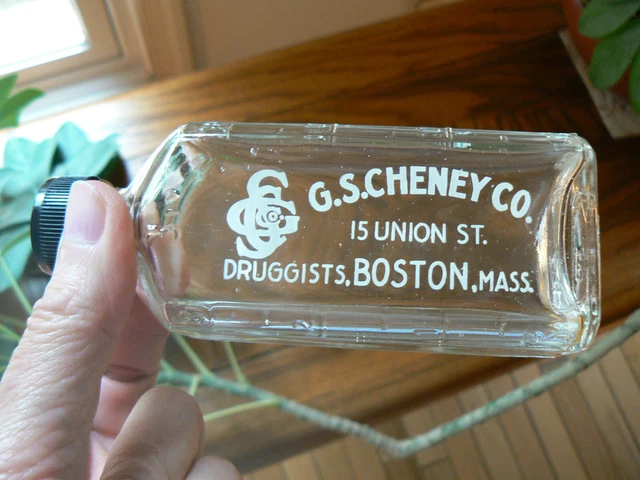 G.S.CHENEY CO.
15 UNION ST.
DRUGGISTS, BOSTON, MASS.